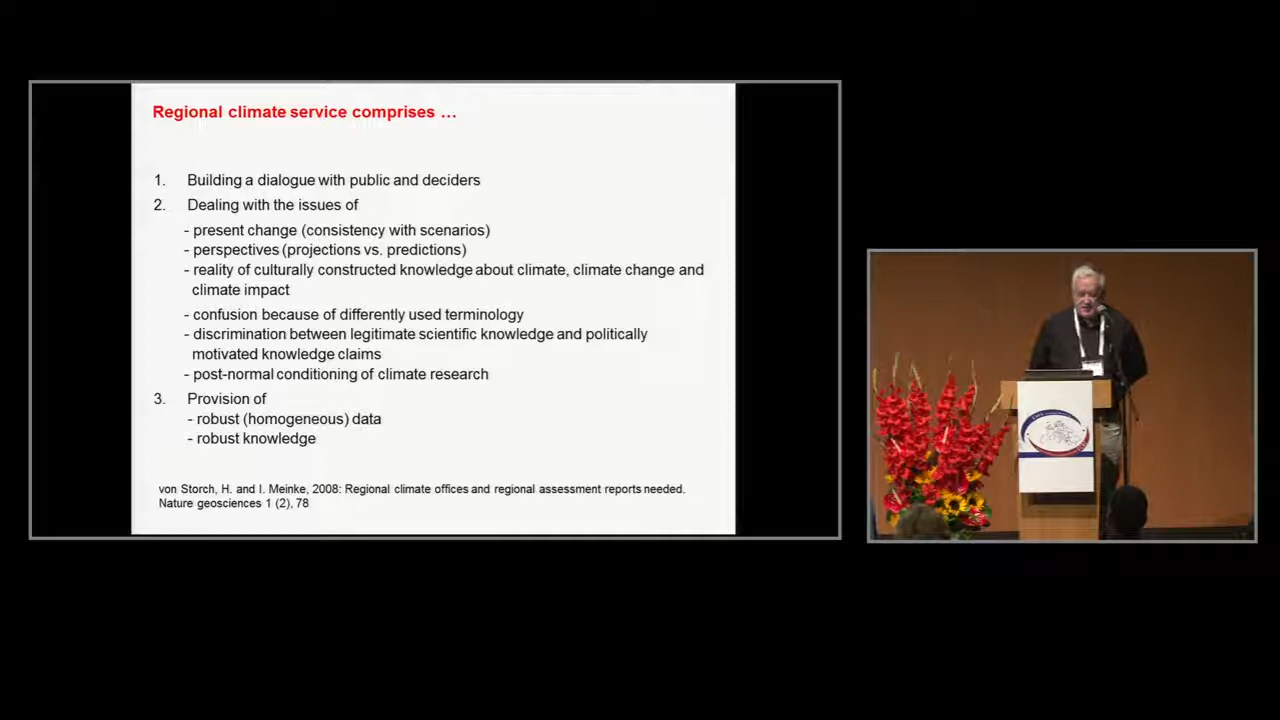 Regional climate service comprises …
1. Building a dialogue with public and deciders
2. Dealing with the issues of
- present change (consistency with scenarios)
- perspectives (projections vs. predictions)
- reality of culturally constructed knowledge about climate, climate change and
climate impact
- confusion because of differently used terminology
- discrimination between legitimate scientific knowledge and politically
motivated knowledge claims
- post-normal conditioning of climate research
3. Provision of
- robust (homogeneous) data
- robust knowledge
von Storch, H. and I. Meinke, 2008: Regional climate offices and regional assessment reports needed.
Nature geosciences 1 (2), 78